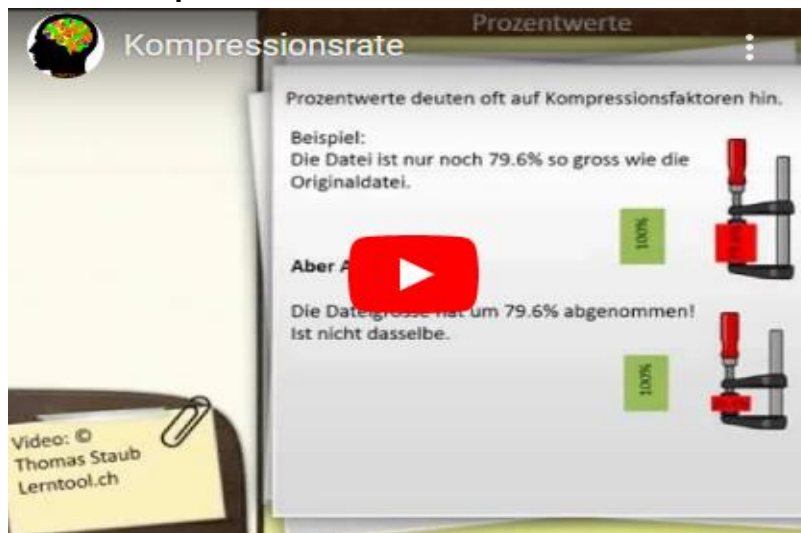 Prozentwerte
Kompressionsrate
Prozentwerte deuten oft auf Kompressionsfaktoren hin.
Beispiel:
Die Datei ist nur noch 79.6% so gross wie die
Originaldatei.
100%
Aber
Die Dateigrösse hat um 79.6% abgenommen!
Ist nicht dasselbe.
100%
Video: ©
Thomas Staub
Lerntool.ch